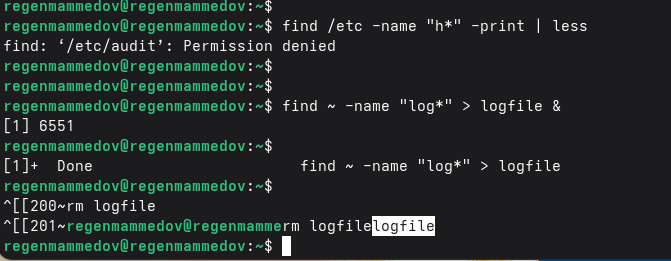 regenmammedov@regenmammedov:~$
regenmammedov@regenmammedov:~$ find /etc -name "h*" -print | less
find: ‘/etc/audit’: Permission denied
regenmammedov@regenmammedov:~$
regenmammedov@regenmammedov:~$
regenmammedov@regenmammedov:~$ find ~ -name "log*" > logfile &
[1] 6551
regenmammedov@regenmammedov:~$
[1]+  Done                    find ~ -name "log*" > logfile
regenmammedov@regenmammedov:~$
^[[200~rm logfile
^[[201~regenmammedov@regenmammerm logfilelogfile
regenmammedov@regenmammedov:~$